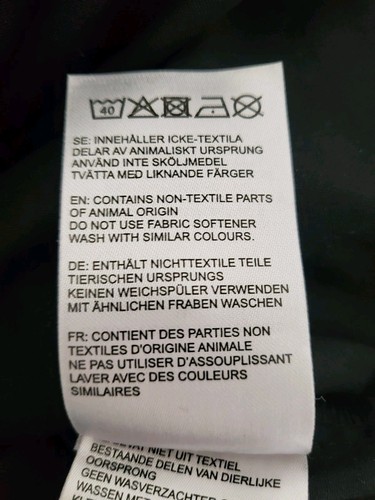 40
SE: INNEHÅLLER ICKE-TEXTILA
DELAR AV ANIMALISKT URSPRUNG
ANVÄND INTE SKÖLJMEDEL
TVÄTTA MED LIKNANDE FÄRGER
EN: CONTAINS NON-TEXTILE PARTS
OF ANIMAL ORIGIN
DO NOT USE FABRIC SOFTENER
WASH WITH SIMILAR COLOURS.
DE: ENTHÄLT NICHTTEXTILE TEILE
TIERISCHEN URSPRUNGS
KEINEN WEICHSPÜLER VERWENDEN
MIT ÄHNLICHEN FRABEN WASCHEN
FR: CONTIENT DES PARTIES NON
TEXTILES D'ORIGINE ANIMALE
NE PAS UTILISER D'ASSOUPLISSANT
LAVER AVEC DES COULEURS
SIMILAIRES
NIET UIT TEXTIEL
BESTAANDE DELEN VAN DIERLIJKE
OORSPRONG
GEEN WASVERZACHTER
WASSEN